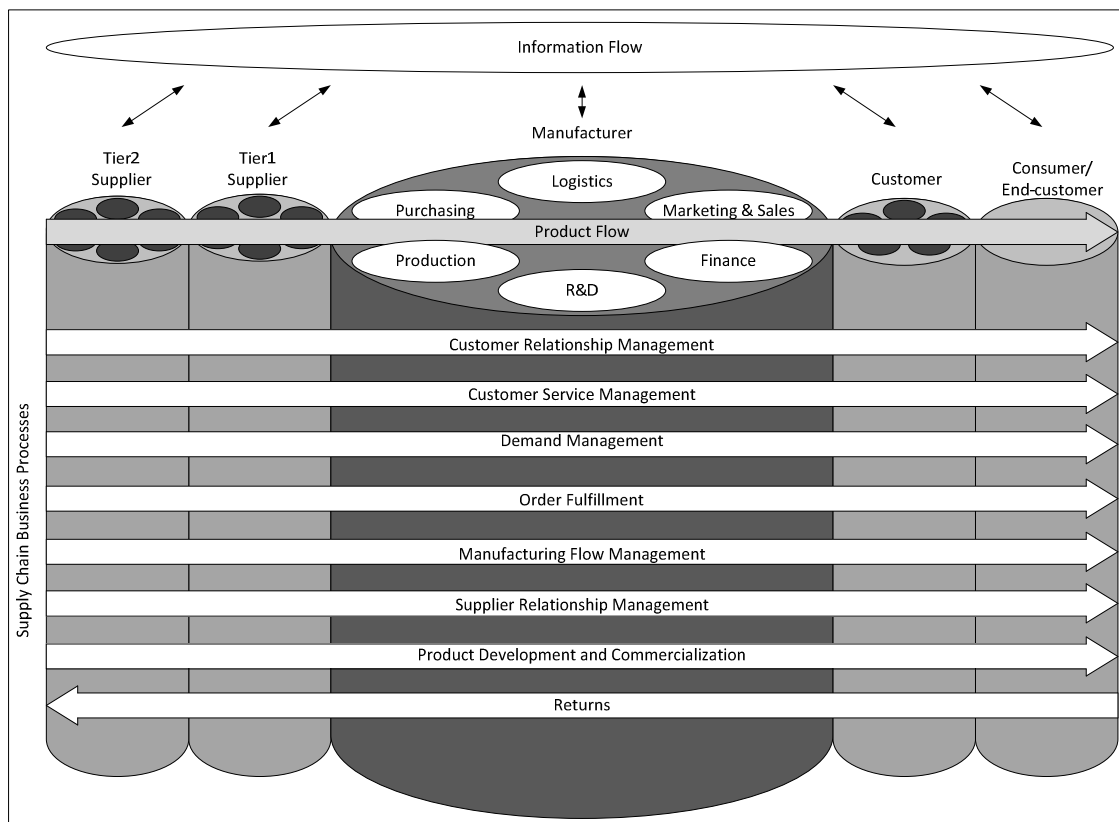 Information Flow
Manufacturer
Tier2
Supplier
Tier1
Supplier
Customer
Consumer/
End-customer
Logistics
Purchasing
Marketing & Sales
Product Flow
Production
Finance
R&D
Customer Relationship Management
Customer Service Management
Demand Management
Order Fulfillment
Manufacturing Flow Management
Supplier Relationship Management
Product Development and Commercialization
Returns
Supply Chain Business Processes